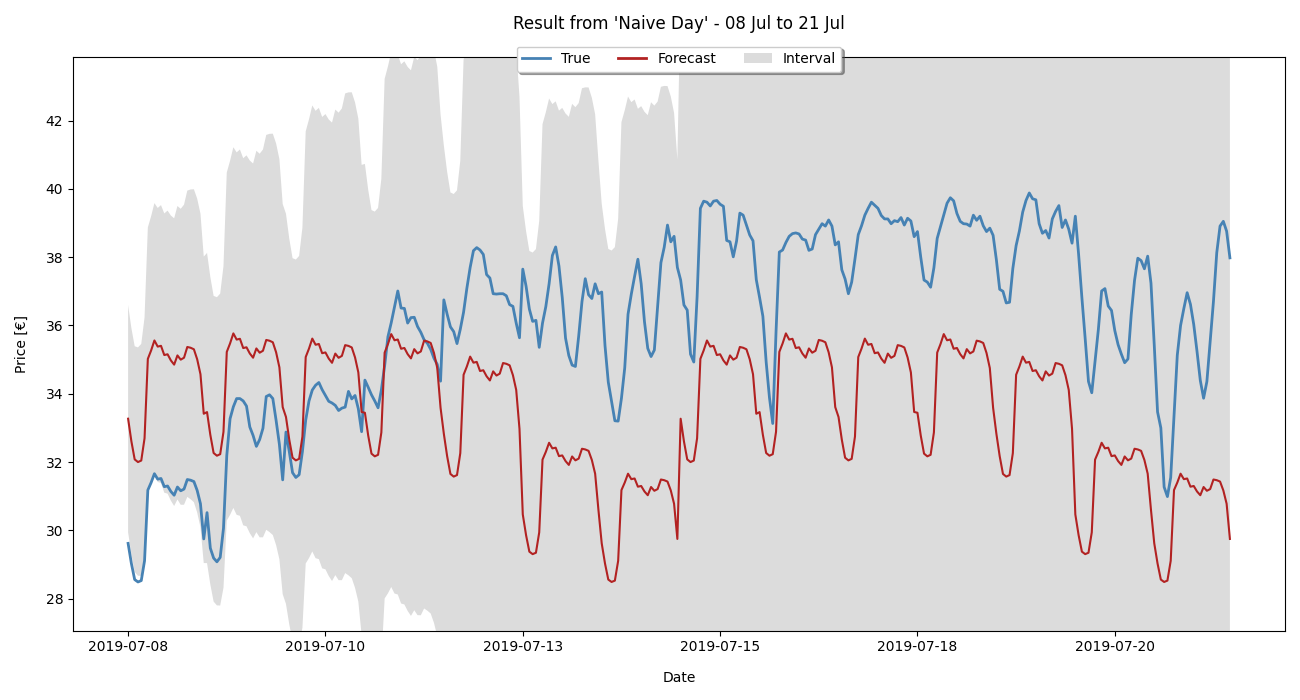 Result from 'Naive Day' - 08 Jul to 21 Jul
True Forecast Interval
Price [€]
42
40
38
36
34
32
30
28
2019-07-08 2019-07-10 2019-07-13 2019-07-15 2019-07-18 2019-07-20
Date